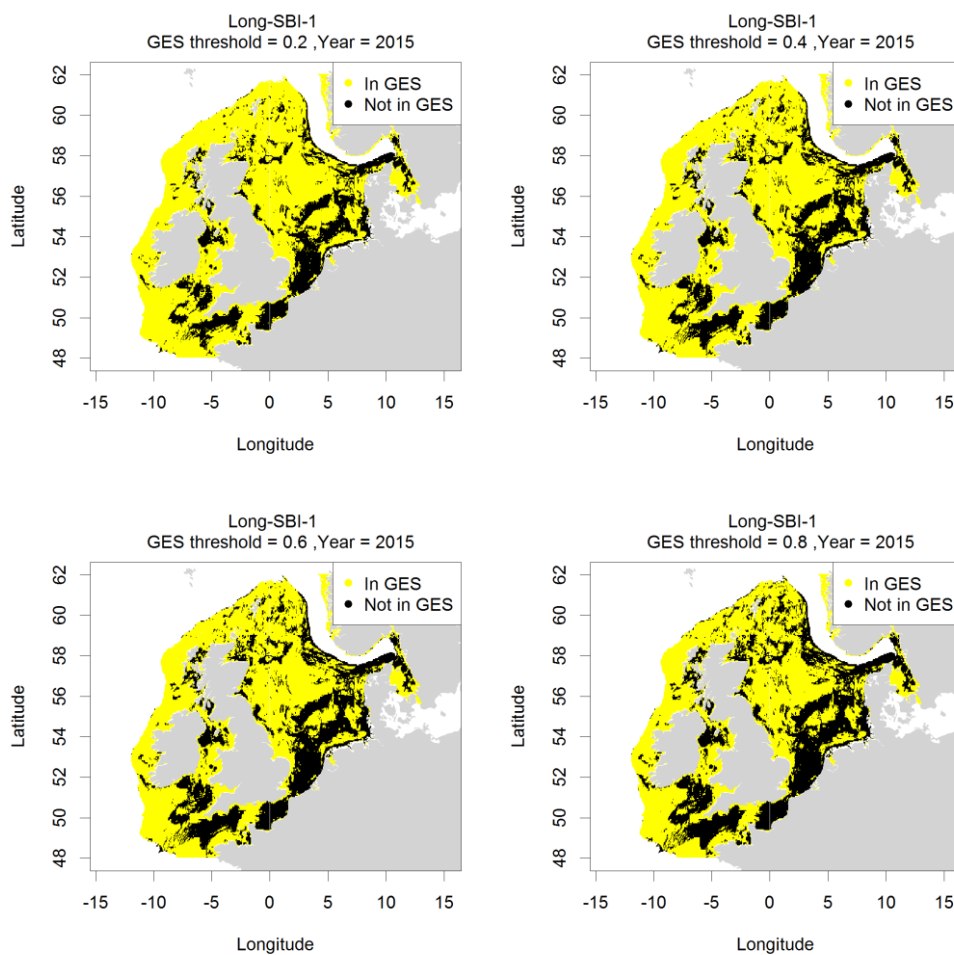 Long-SBI-1
GES threshold = 0.2 ,Year = 2015
In GES
Not in GES
62
60
58
56
54
52
50
48
Latitude
-15 -10 -5 0 5 10 15
Longitude
Long-SBI-1
GES threshold = 0.4 ,Year = 2015
In GES
Not in GES
62
60
58
56
54
52
50
48
Latitude
-15 -10 -5 0 5 10 15
Longitude
Long-SBI-1
GES threshold = 0.6 ,Year = 2015
In GES
Not in GES
62
60
58
56
54
52
50
48
Latitude
-15 -10 -5 0 5 10 15
Longitude
Long-SBI-1
GES threshold = 0.8 ,Year = 2015
In GES
Not in GES
62
60
58
56
54
52
50
48
Latitude
-15 -10 -5 0 5 10 15
Longitude